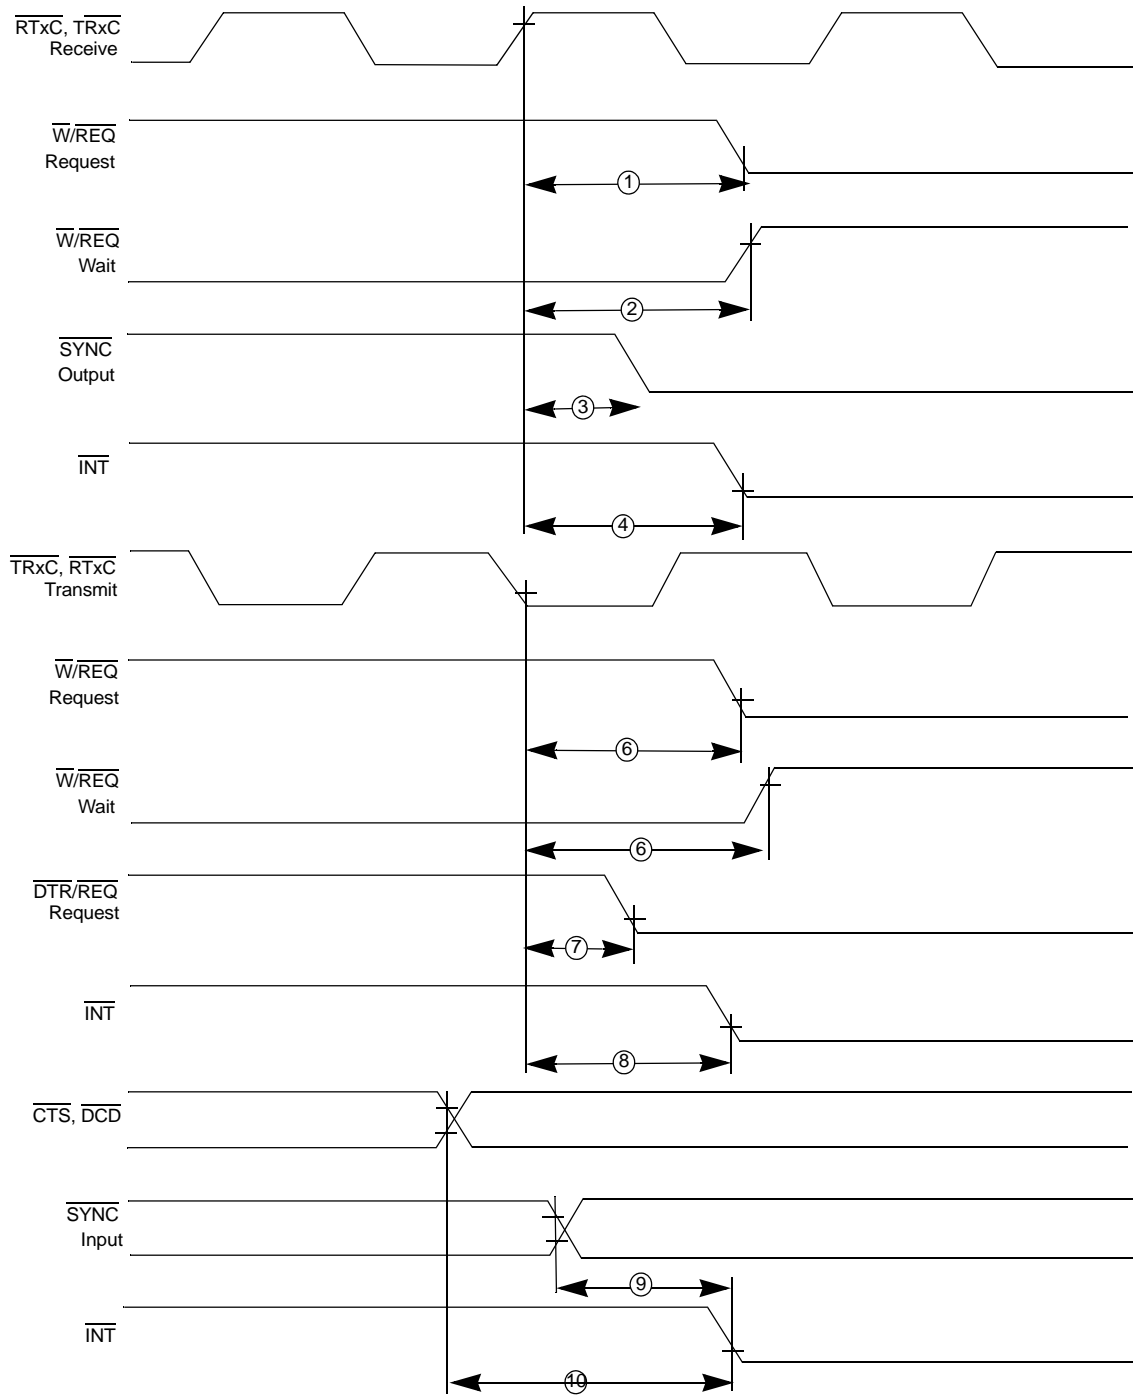 RTxC, TRxC
Receive
W/REQ
Request
1
W/REQ
Wait
2
SYNC
Output
3
INT
4
TRxC, RTxC
Transmit
W/REQ
Request
6
W/REQ
Wait
6
DTR/REQ
Request
7
INT
8
CTS, DCD
SYNC
Input
9
INT
10